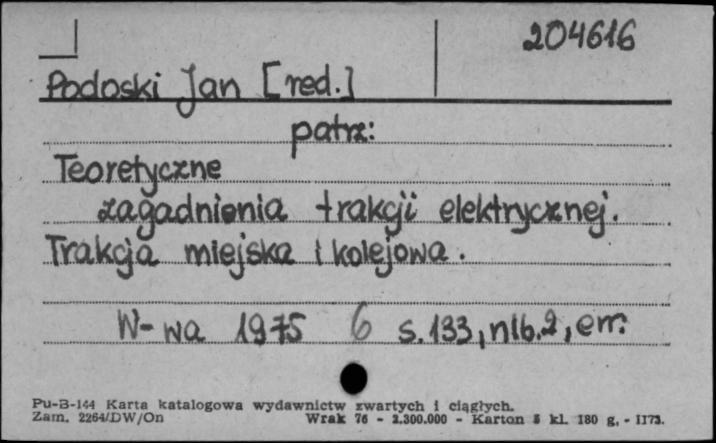 204616
Podoski Jan [red.]
patrz:
Teoretyczne
zagadnienia trakcji elektrycznej.
Trakcja miejska i kolejowa.
W-wa 1975 6 s. 133, nlb. 2, err.
Pu-B-144 Karta katalogowa wydawnictw zwartych i ciągłych.
Zam. 2264/DW/On Wrak 76 - 2.300.000 - Karton 5 kl. 180 g. - 1173.